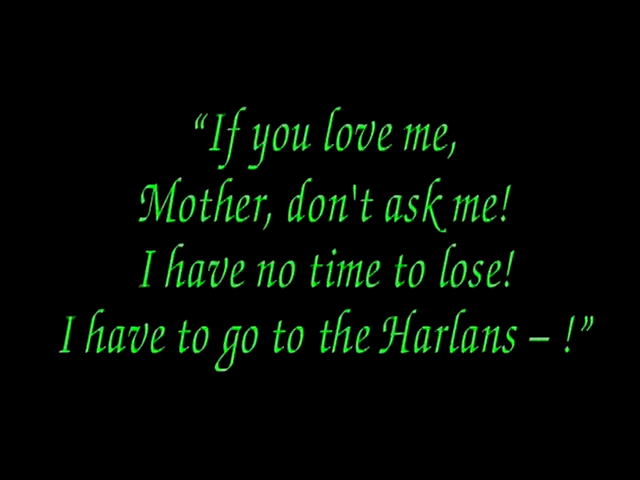 “If you love me,
Mother, don't ask me!
I have no time to lose!
I have to go to the Harlans – !”